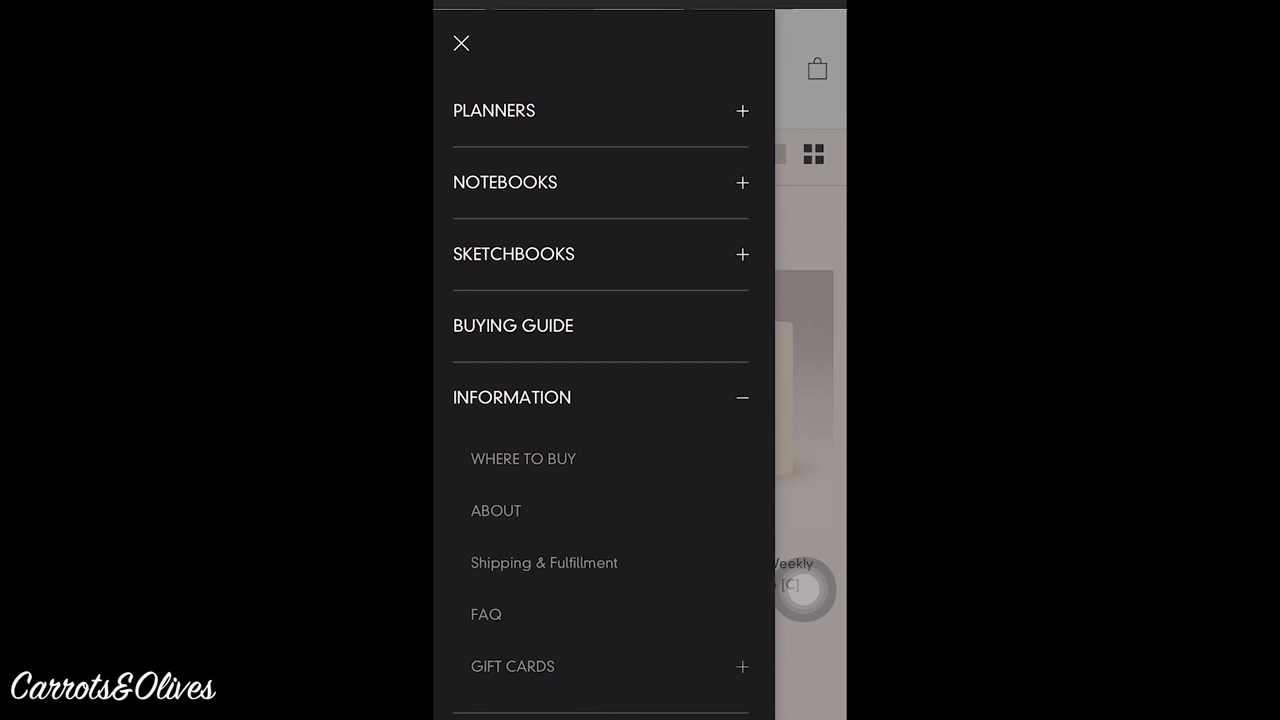 PLANNERS
NOTEBOOKS
SKETCHBOOKS
BUYING GUIDE
INFORMATION
WHERE TO BUY
ABOUT
Shipping & Fulfillment
FAQ
GIFT CARDS
[C]
Carrots&Olives